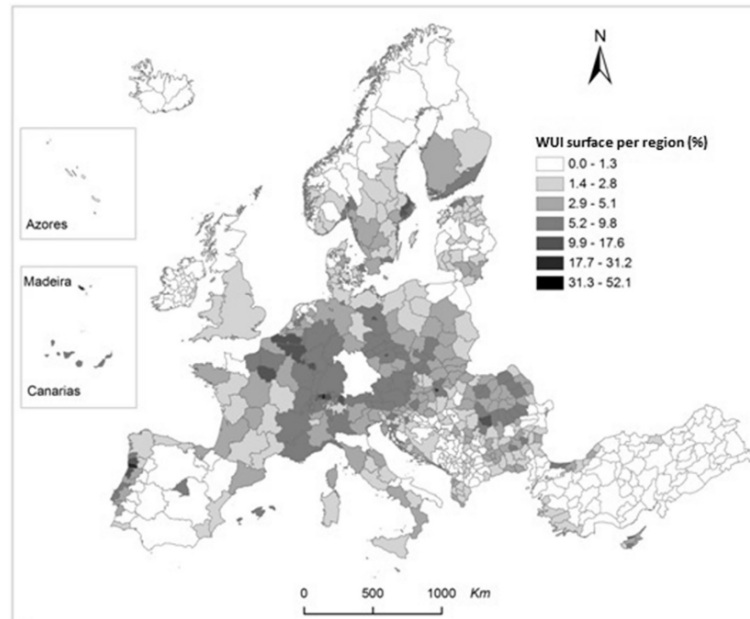 N
WUI surface per region (%)
0.0 - 1.3
1.4 - 2.8
2.9 - 5.1
5.2 - 9.8
9.9 - 17.6
17.7 - 31.2
31.3 - 52.1
Azores
Madeira
Canarias
0 500 1000 Km